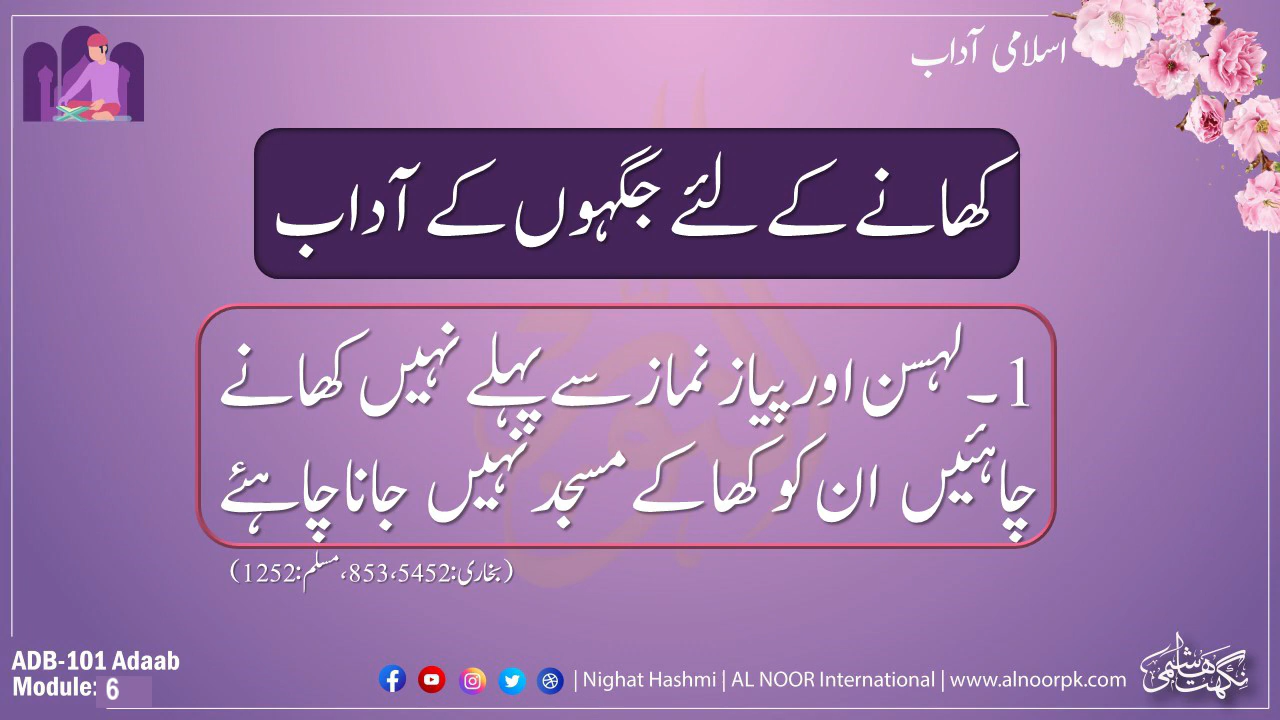 اسلامی آداب
کھانے کے لئے جگہوں کے آداب
1۔ لہسن اور پیاز نماز سے پہلے نہیں کھانے
چاہئیں ان کو کھا کے مسجد نہیں جانا چاہئے
(بخاری:5452،853، مسلم:1252)
ADB-101 Adaab
Module: 6
| Nighat Hashmi | AL NOOR International | www.alnoorpk.com
نگہت ہاشمی